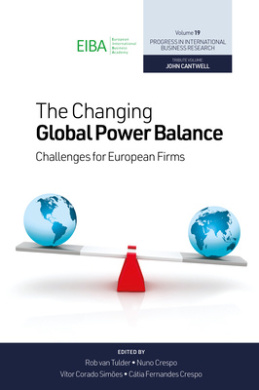 EIBA
European
International
Business
Academy
Volume 19
PROGRESS IN INTERNATIONAL
BUSINESS RESEARCH
TRIBUTE VOLUME
JOHN CANTWELL
The Changing
Global Power Balance
Challenges for European Firms
EDITED BY
Rob van Tulder • Nuno Crespo
Vítor Corado Simões • Cátia Fernandes Crespo